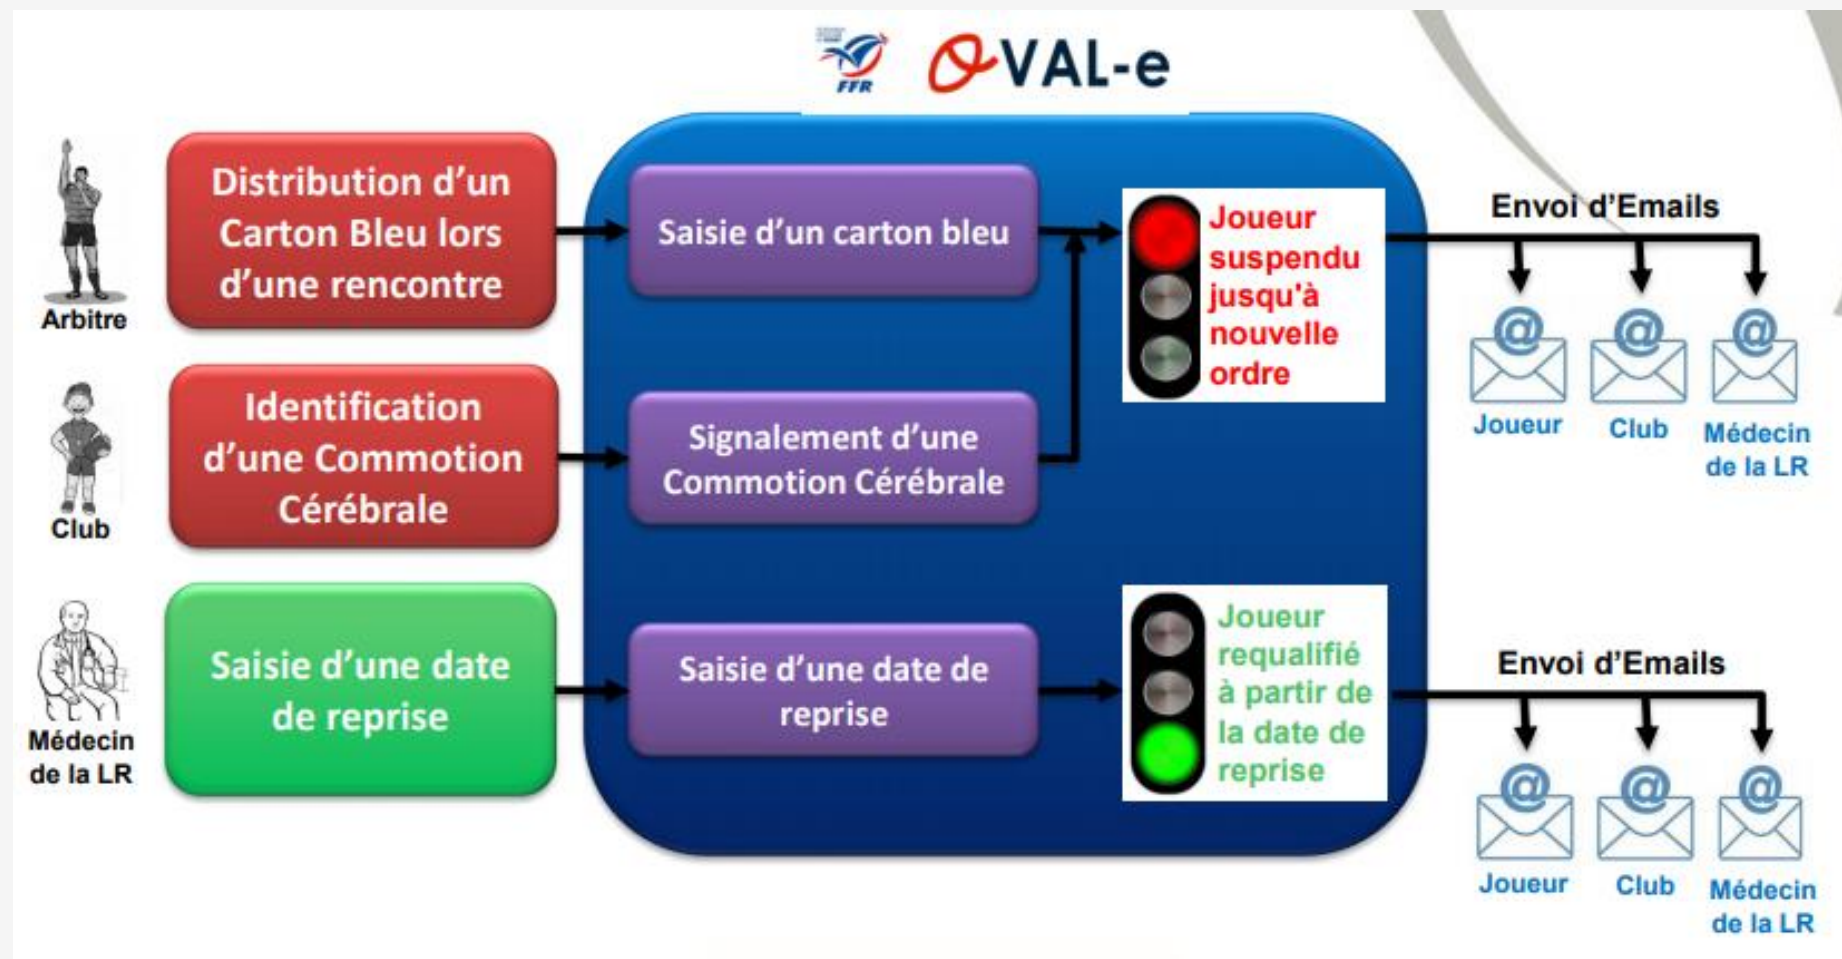 FFR
OVAL-e
Arbitre
Distribution d'un
Carton Bleu lors
d'une rencontre
Saisie d'un carton bleu
Joueur
suspendu
jusqu'à
nouvelle
ordre
Envoi d'Emails
@
@
@
Joueur
Club
Médecin
de la LR
Club
Identification
d'une Commotion
Cérébrale
Signalement d'une
Commotion Cérébrale
Médecin
de la LR
Saisie d'une date
de reprise
Saisie d'une date de
reprise
Joueur
requalifié
à partir de
la date de
reprise
Envoi d'Emails
@
@
@
Joueur
Club
Médecin
de la LR